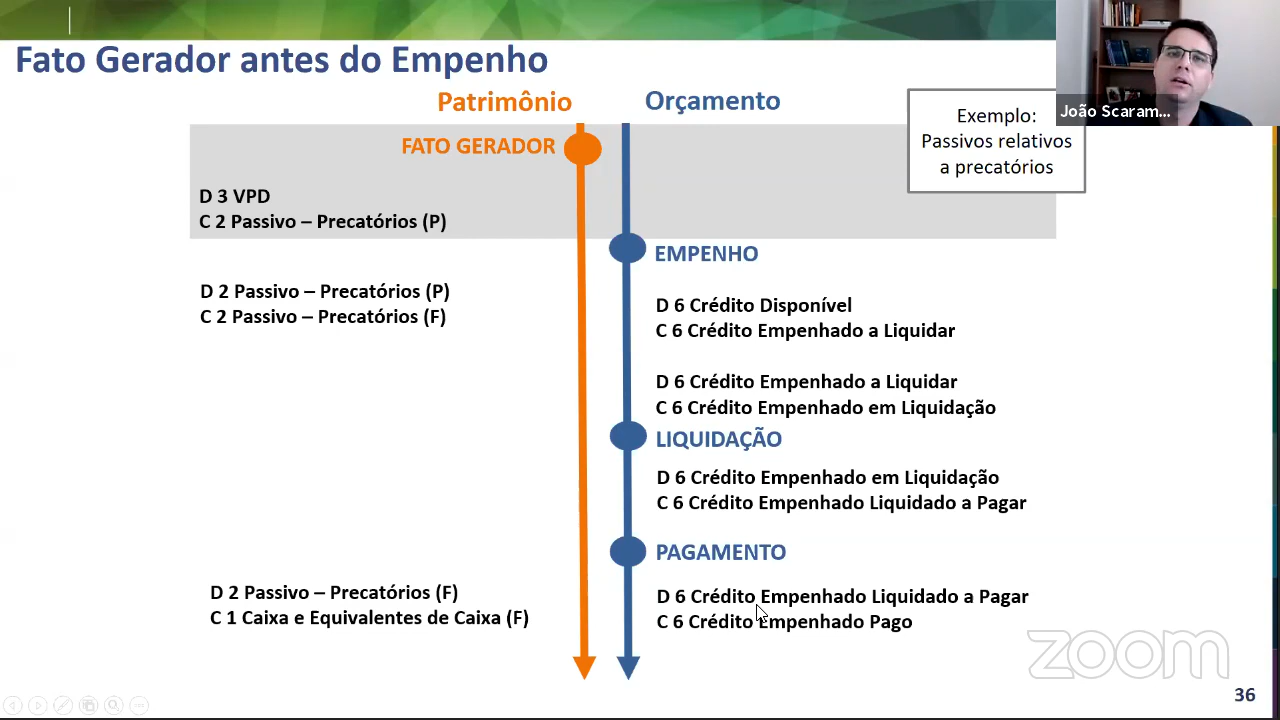 Fato Gerador antes do Empenho
Patrimônio
Orçamento
Exemplo:
Passivos relativos
a precatórios
João Scaram...
FATO GERADOR
D 3 VPD
C 2 Passivo – Precatórios (P)
EMPENHO
D 2 Passivo – Precatórios (P)
C 2 Passivo – Precatórios (F)
D 6 Crédito Disponível
C 6 Crédito Empenhado a Liquidar
D 6 Crédito Empenhado a Liquidar
C 6 Crédito Empenhado em Liquidação
LIQUIDAÇÃO
D 6 Crédito Empenhado em Liquidação
C 6 Crédito Empenhado Liquidado a Pagar
PAGAMENTO
D 2 Passivo – Precatórios (F)
C 1 Caixa e Equivalentes de Caixa (F)
D 6 Crédito Empenhado Liquidado a Pagar
C 6 Crédito Empenhado Pago
zoom
36